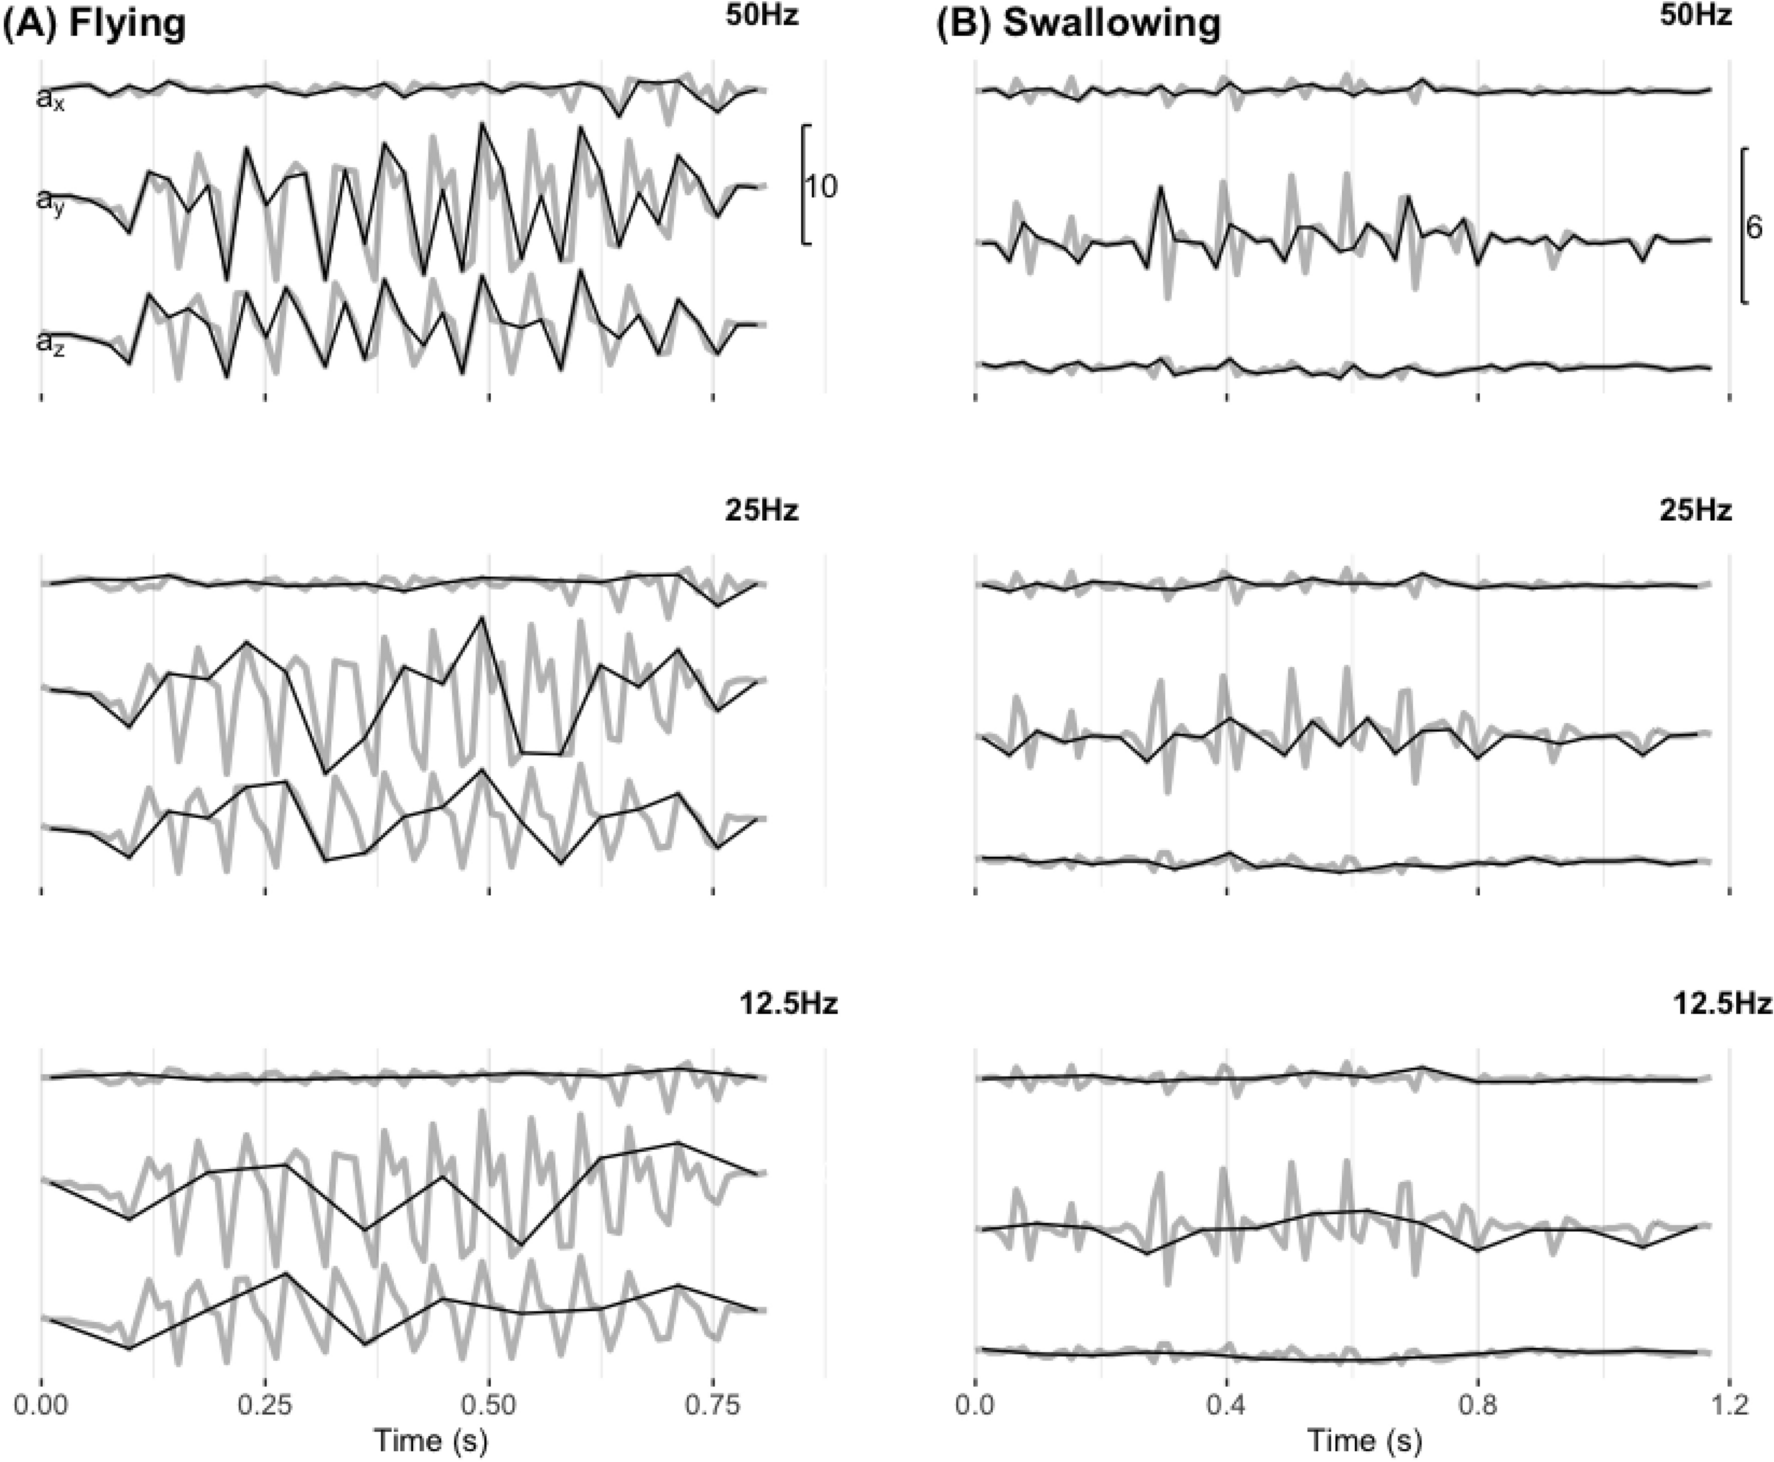 (A) Flying 50Hz
(B) Swallowing 50Hz
ax
ay
az
10
6
25Hz
25Hz
12.5Hz
12.5Hz
0.00 0.25 0.50 0.75
Time (s)
0.0 0.4 0.8 1.2
Time (s)